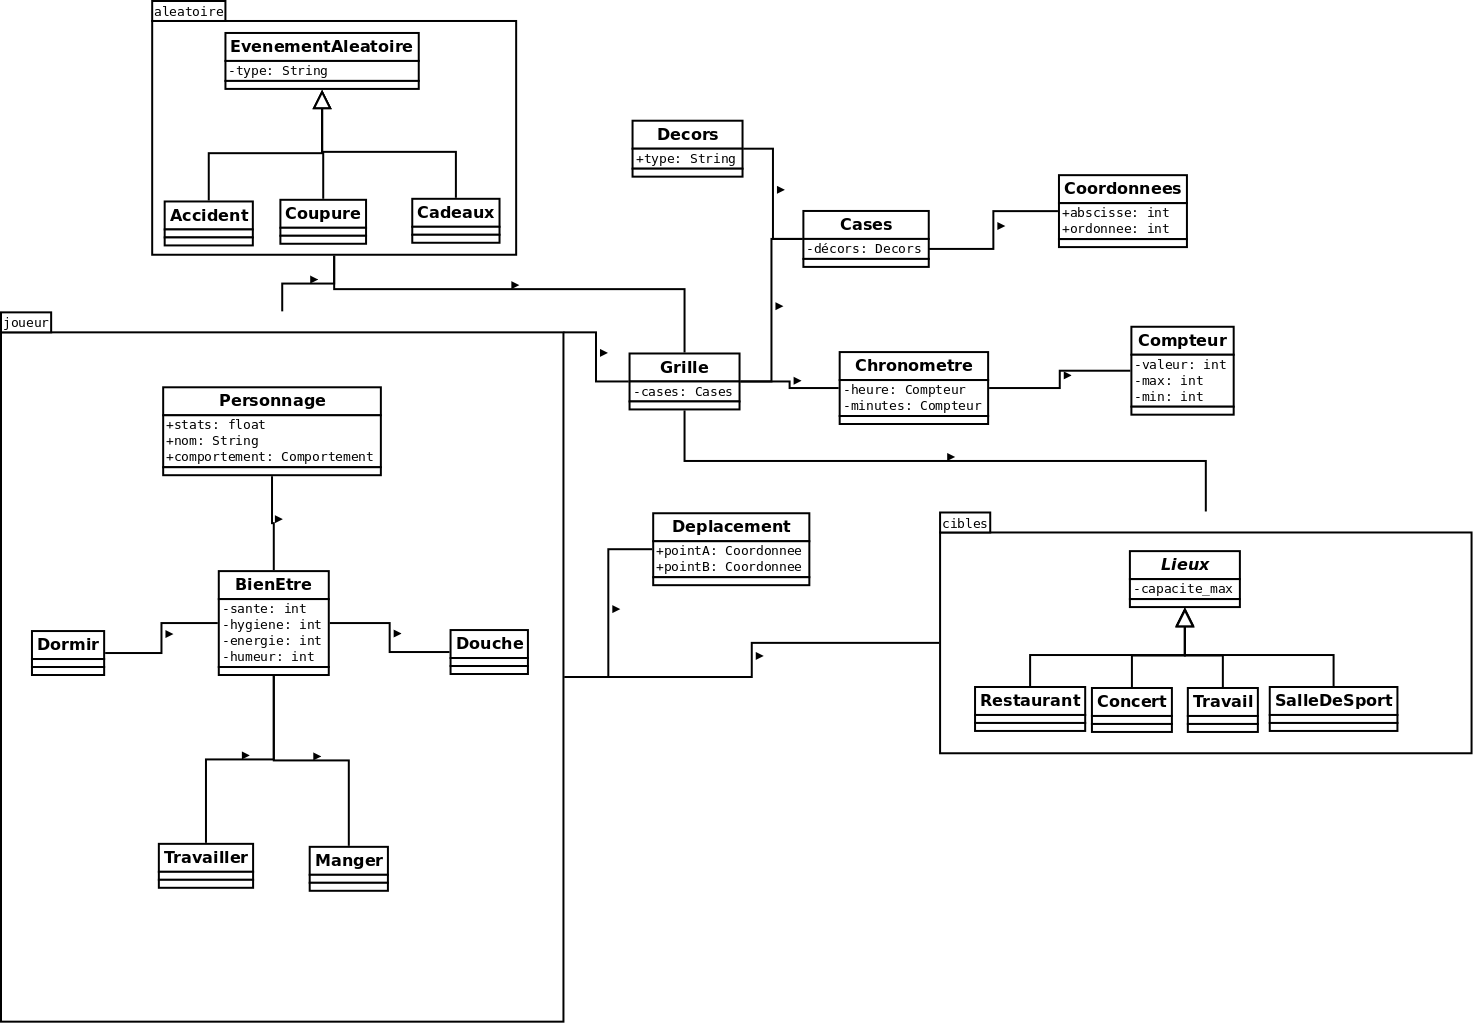 aleatoire
EvenementAleatoire
-type: String
Accident
Coupure
Cadeaux
Decors
+type: String
Cases
-décors: Decors
Coordonnees
+abscisse: int
+ordonnee: int
joueur
Personnage
+stats: float
+nom: String
+comportement: Comportement
BienEtre
-sante: int
-hygiene: int
-energie: int
-humeur: int
Dormir
Douche
Travailler
Manger
Grille
-cases: Cases
Chronometre
-heure: Compteur
-minutes: Compteur
Compteur
-valeur: int
-max: int
-min: int
Deplacement
+pointA: Coordonnee
+pointB: Coordonnee
cibles
Lieux
-capacite_max
Restaurant
Concert
Travail
SalleDeSport